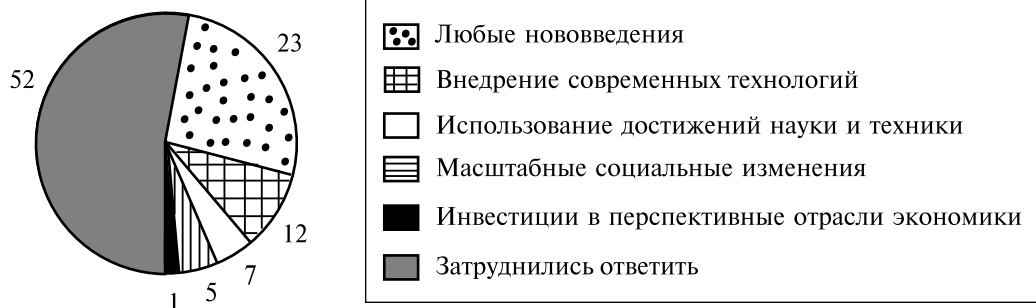 52
23
12
7
5
1
Любые нововведения
Внедрение современных технологий
Использование достижений науки и техники
Масштабные социальные изменения
Инвестиции в перспективные отрасли экономики
Затруднились ответить